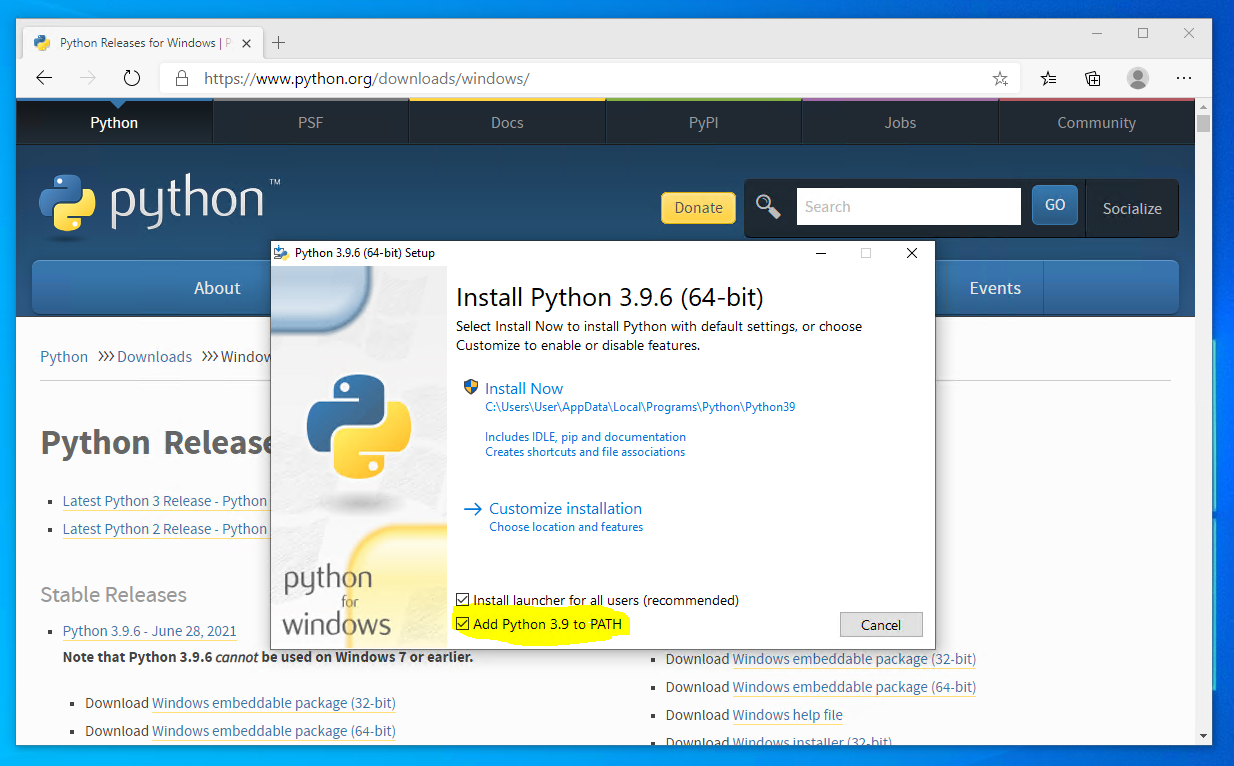 Python Releases for Windows | P
https://www.python.org/downloads/windows/
Python
PSF
Docs
PyPI
Jobs
Community
python™
Donate
Search
GO
Socialize
About
Events
Python 3.9.6 (64-bit) Setup
Install Python 3.9.6 (64-bit)
Select Install Now to install Python with default settings, or choose
Customize to enable or disable features.
Install Now
C:\Users\User\AppData\Local\Programs\Python\Python39
Includes IDLE, pip and documentation
Creates shortcuts and file associations
Customize installation
Choose location and features
python
for
windows
Install launcher for all users (recommended)
Add Python 3.9 to PATH
Cancel
Python >>> Downloads >>> Window
Python Release
Latest Python 3 Release - Python
Latest Python 2 Release - Python
Stable Releases
Python 3.9.6 - June 28, 2021
Note that Python 3.9.6 cannot be used on Windows 7 or earlier.
Download Windows embeddable package (32-bit)
Download Windows embeddable package (64-bit)
Download Windows embeddable package (32-bit)
Download Windows embeddable package (64-bit)
Download Windows help file
Download Windows installer (32-bit)